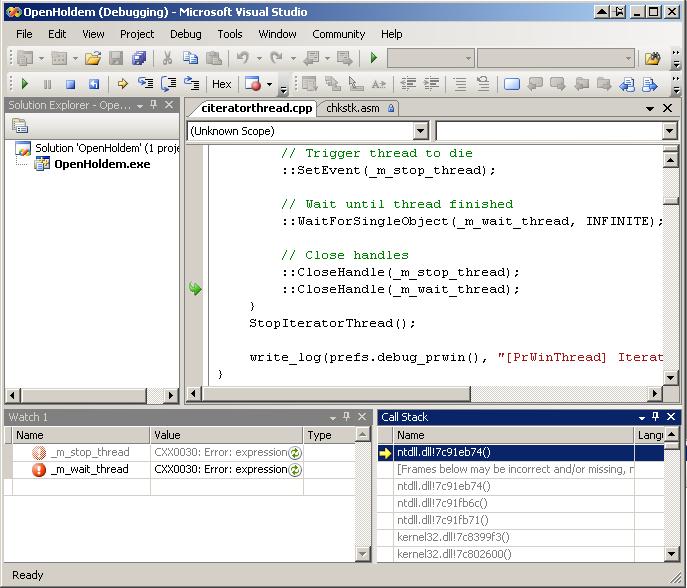 OpenHoldem (Debugging) - Microsoft Visual Studio
File Edit View Project Debug Tools Window Community Help
Hex
Solution Explorer - Ope...
Solution 'OpenHoldem' (1 proje
OpenHoldem.exe
citeratorthread.cpp chkstk.asm
(Unknown Scope)
// Trigger thread to die
::SetEvent(_m_stop_thread);
// Wait until thread finished
::WaitForSingleObject(_m_wait_thread, INFINITE);
// Close handles
::CloseHandle(_m_stop_thread);
::CloseHandle(_m_wait_thread);
}
StopIteratorThread();
write_log(prefs.debug_prwin(), "[PrWinThread] Iterat
}
Watch 1
Name Value Type
_m_stop_thread CXX0030: Error: expression
_m_wait_thread CXX0030: Error: expression
Call Stack
Name Langu
ntdll.dll!7c91eb74()
[Frames below may be incorrect and/or missing, n
ntdll.dll!7c91eb74()
ntdll.dll!7c91fb6c()
ntdll.dll!7c91fb71()
kernel32.dll!7c8399f3()
kernel32.dll!7c802600()
Ready